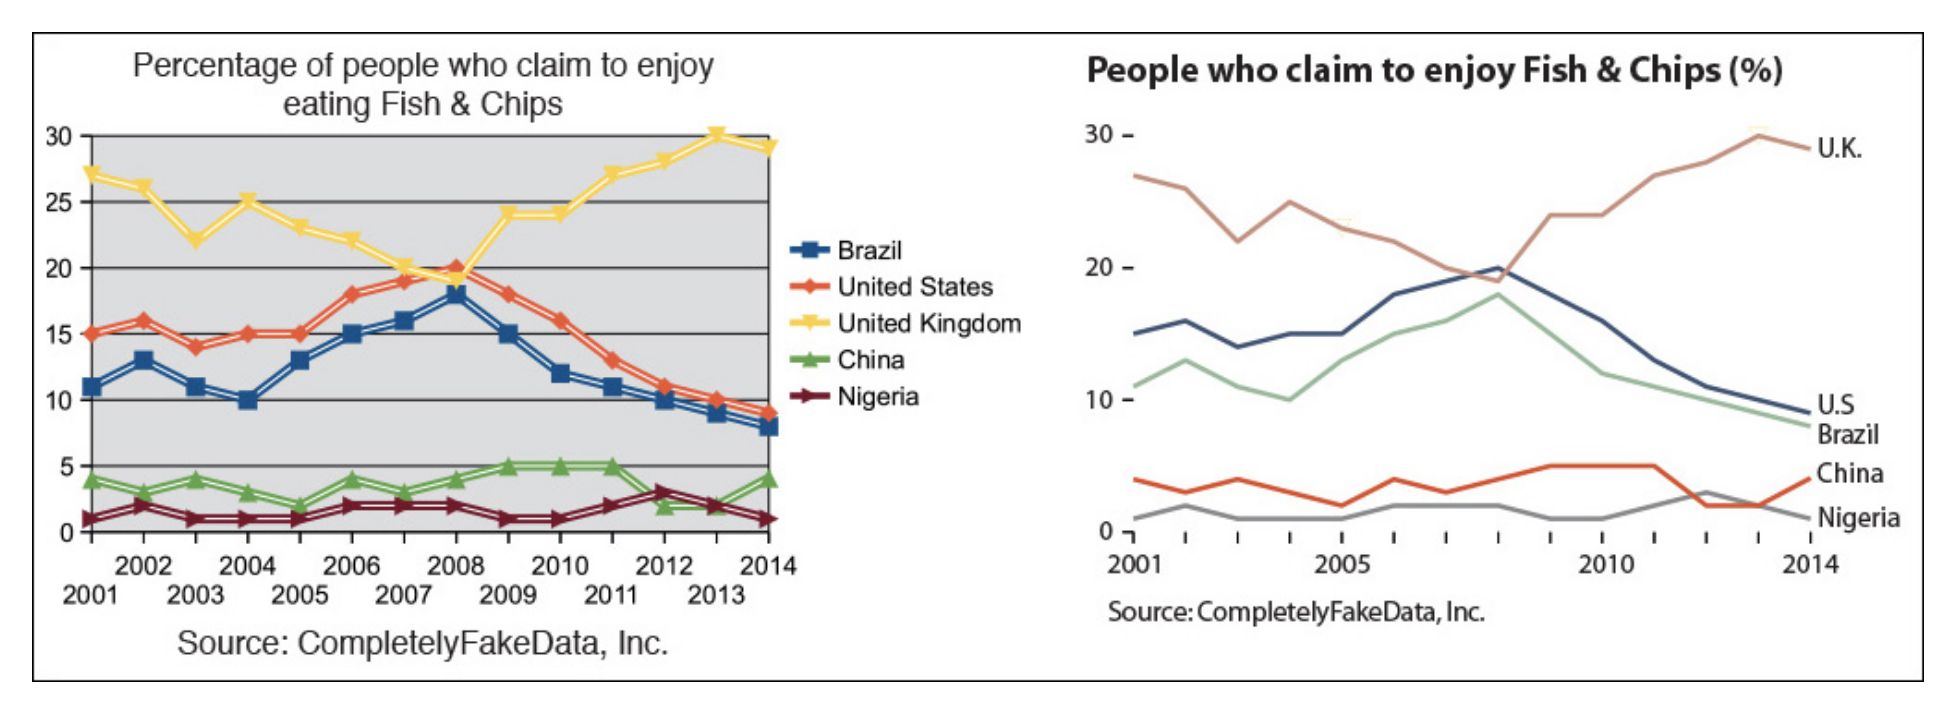 Percentage of people who claim to enjoy
eating Fish & Chips
30
25
20
15
10
5
0
2002 2004 2006 2008 2010 2012 2014
2001 2003 2005 2007 2009 2011 2013
Brazil
United States
United Kingdom
China
Nigeria
Source: CompletelyFakeData, Inc.
People who claim to enjoy Fish & Chips (%)
30
20
10
0
U.K.
U.S
Brazil
China
Nigeria
2001 2005 2010 2014
Source: CompletelyFakeData, Inc.